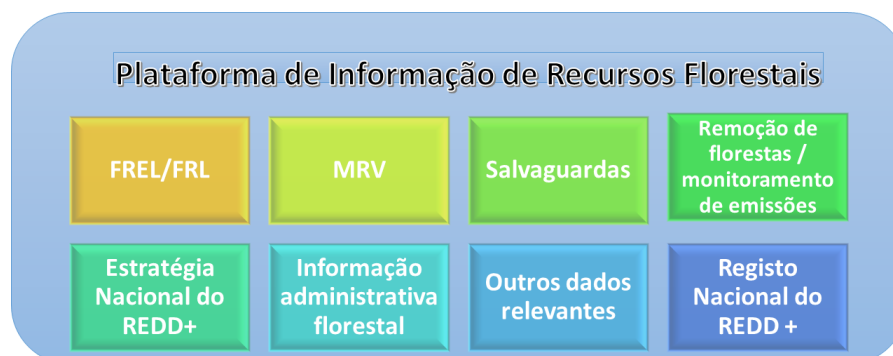 Plataforma de Informação de Recursos Florestais
FREL/FRL
MRV
Salvaguardas
Remoção de
florestas /
monitoramento
de emissões
Estratégia
Nacional do
REDD+
Informação
administrativa
florestal
Outros dados
relevantes
Registo
Nacional do
REDD +